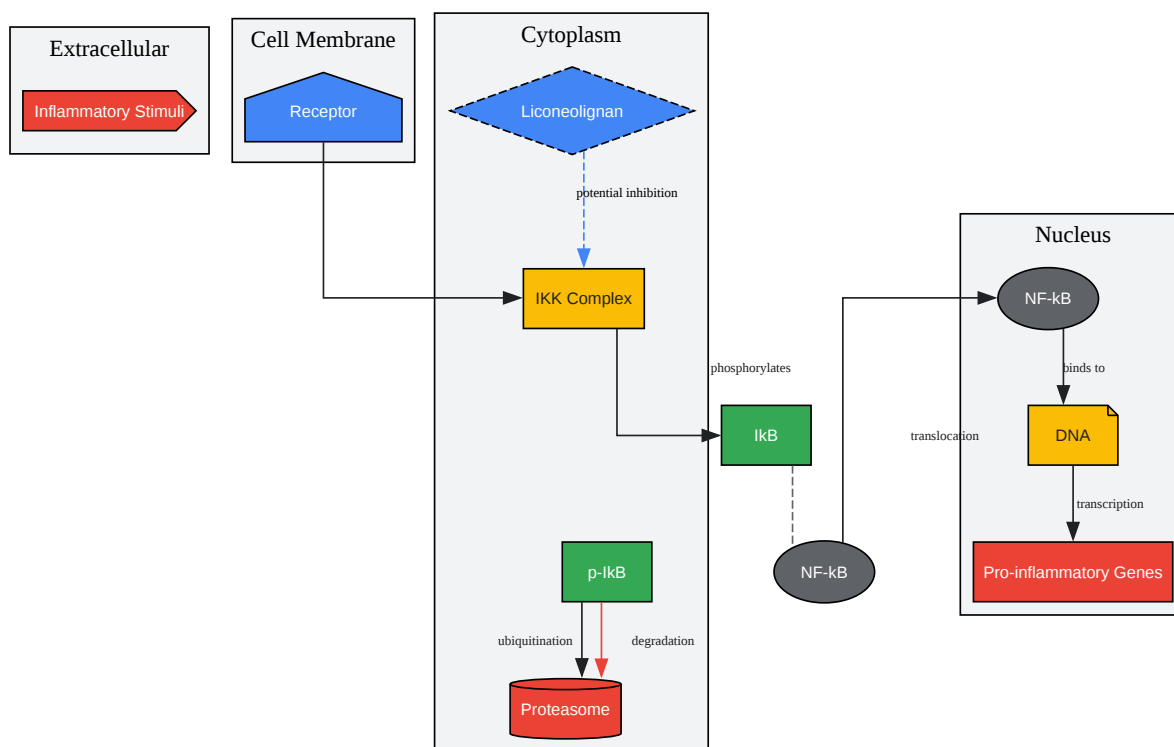 Extracellular
Inflammatory Stimuli
Cell Membrane
Receptor
Cytoplasm
Liconeolignan
potential inhibition
IKK Complex
phosphorylates
IkB
NF-kB
translocation
p-IkB
ubiquitination
degradation
Proteasome
Nucleus
NF-kB
binds to
DNA
transcription
Pro-inflammatory Genes